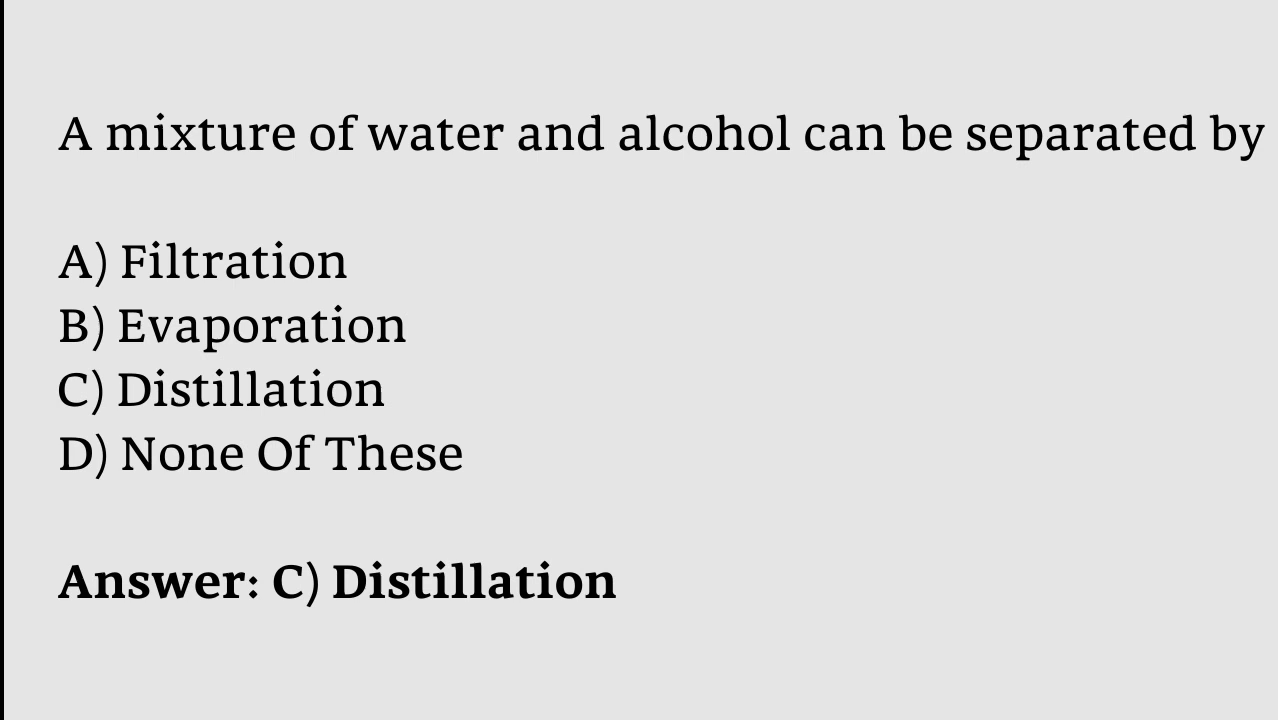 A mixture of water and alcohol can be separated by
A) Filtration
B) Evaporation
C) Distillation
D) None Of These
Answer: C) Distillation